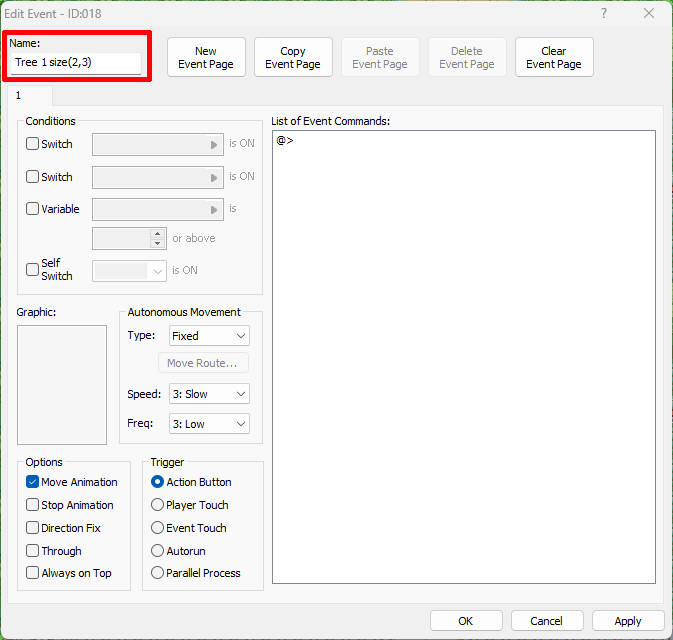 Edit Event - ID:018
?
Name:
Tree 1 size(2,3)
New
Event Page
Copy
Event Page
Paste
Event Page
Delete
Event Page
Clear
Event Page
1
Conditions
Switch
is ON
Switch
is ON
Variable
is
or above
Self
Switch
is ON
Graphic:
Autonomous Movement
Type:
Fixed
Move Route...
Speed:
3: Slow
Freq:
3: Low
Options
Move Animation
Stop Animation
Direction Fix
Through
Always on Top
Trigger
Action Button
Player Touch
Event Touch
Autorun
Parallel Process
List of Event Commands:
@>
OK
Cancel
Apply